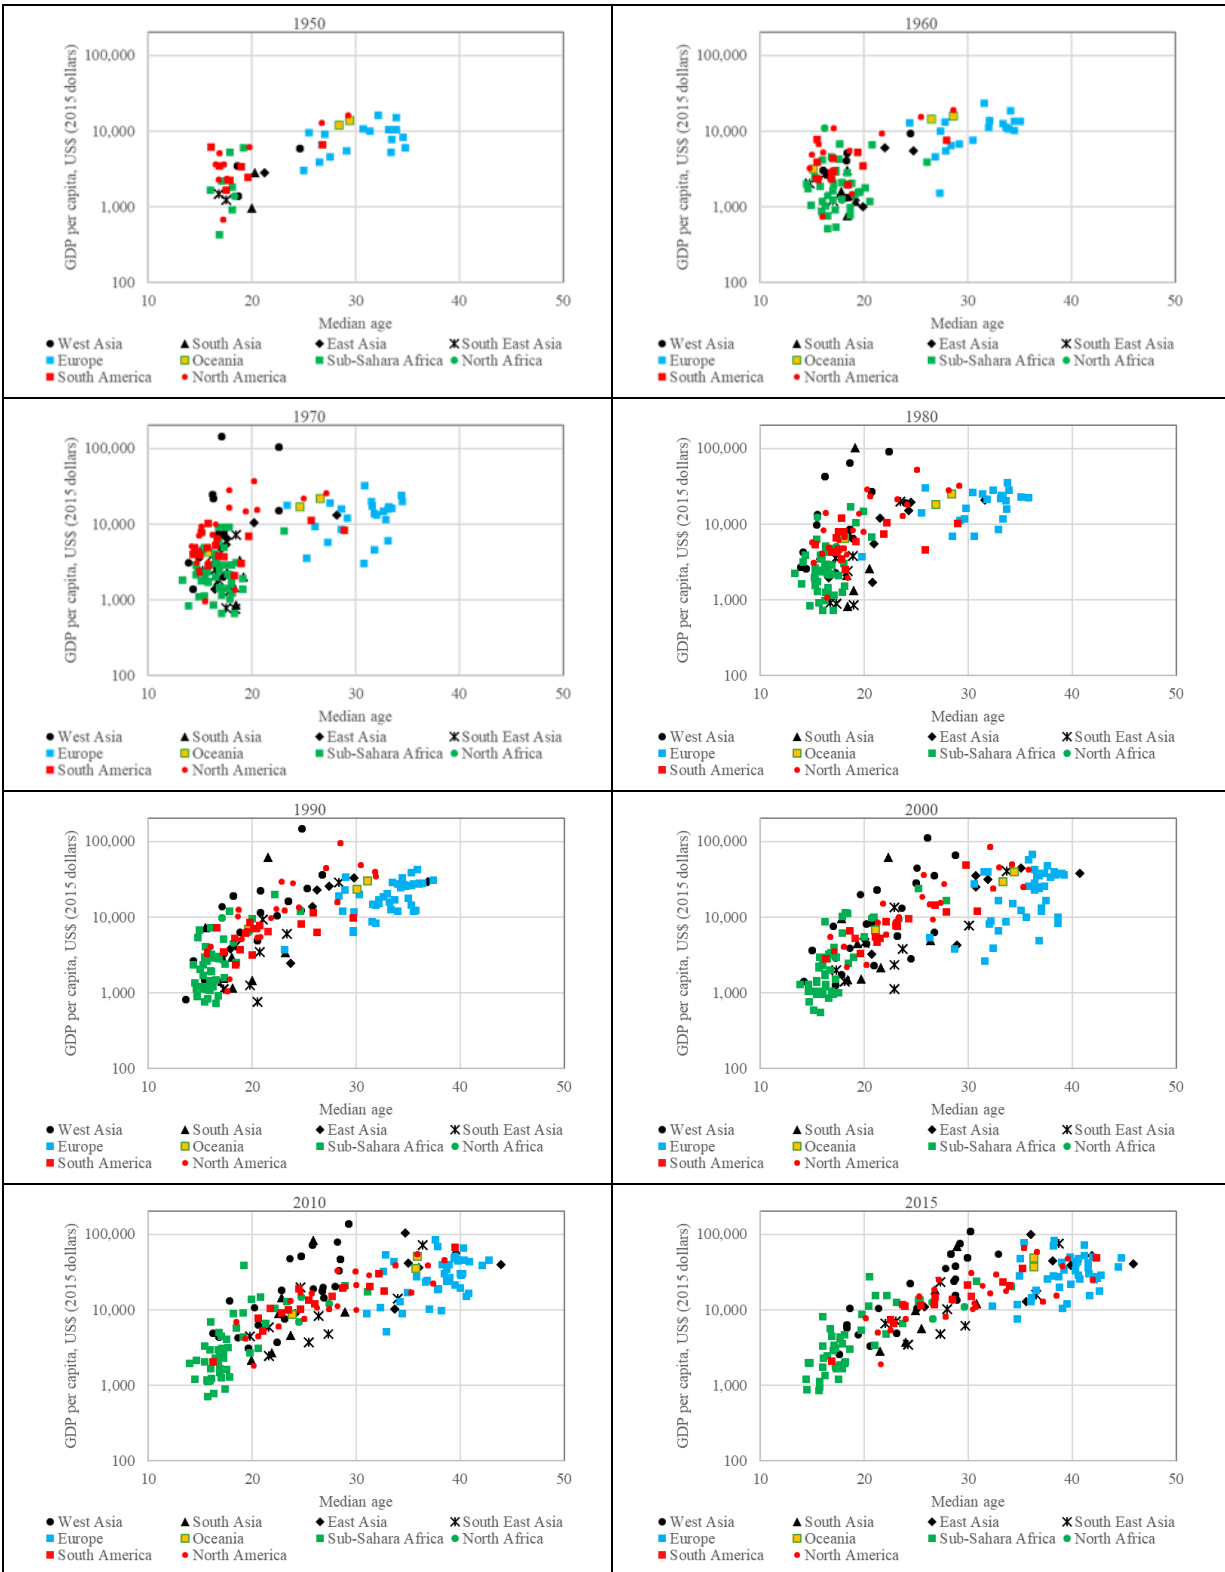 1950
GDP per capita, US$ (2015 dollars)
100,000
10,000
1,000
100
10 20 30 40 50
Median age
West Asia South Asia East Asia South East Asia
Europe Oceania Sub-Sahara Africa North Africa
South America North America
1960
GDP per capita, US$ (2015 dollars)
100,000
10,000
1,000
100
10 20 30 40 50
Median age
West Asia South Asia East Asia South East Asia
Europe Oceania Sub-Sahara Africa North Africa
South America North America
1970
GDP per capita, US$ (2015 dollars)
100,000
10,000
1,000
100
10 20 30 40 50
Median age
West Asia South Asia East Asia South East Asia
Europe Oceania Sub-Sahara Africa North Africa
South America North America
1980
GDP per capita, US$ (2015 dollars)
100,000
10,000
1,000
100
10 20 30 40 50
Median age
West Asia South Asia East Asia South East Asia
Europe Oceania Sub-Sahara Africa North Africa
South America North America
1990
GDP per capita, US$ (2015 dollars)
100,000
10,000
1,000
100
10 20 30 40 50
Median age
West Asia South Asia East Asia South East Asia
Europe Oceania Sub-Sahara Africa North Africa
South America North America
2000
GDP per capita, US$ (2015 dollars)
100,000
10,000
1,000
100
10 20 30 40 50
Median age
West Asia South Asia East Asia South East Asia
Europe Oceania Sub-Sahara Africa North Africa
South America North America
2010
GDP per capita, US$ (2015 dollars)
100,000
10,000
1,000
100
10 20 30 40 50
Median age
West Asia South Asia East Asia South East Asia
Europe Oceania Sub-Sahara Africa North Africa
South America North America
2015
GDP per capita, US$ (2015 dollars)
100,000
10,000
1,000
100
10 20 30 40 50
Median age
West Asia South Asia East Asia South East Asia
Europe Oceania Sub-Sahara Africa North Africa
South America North America